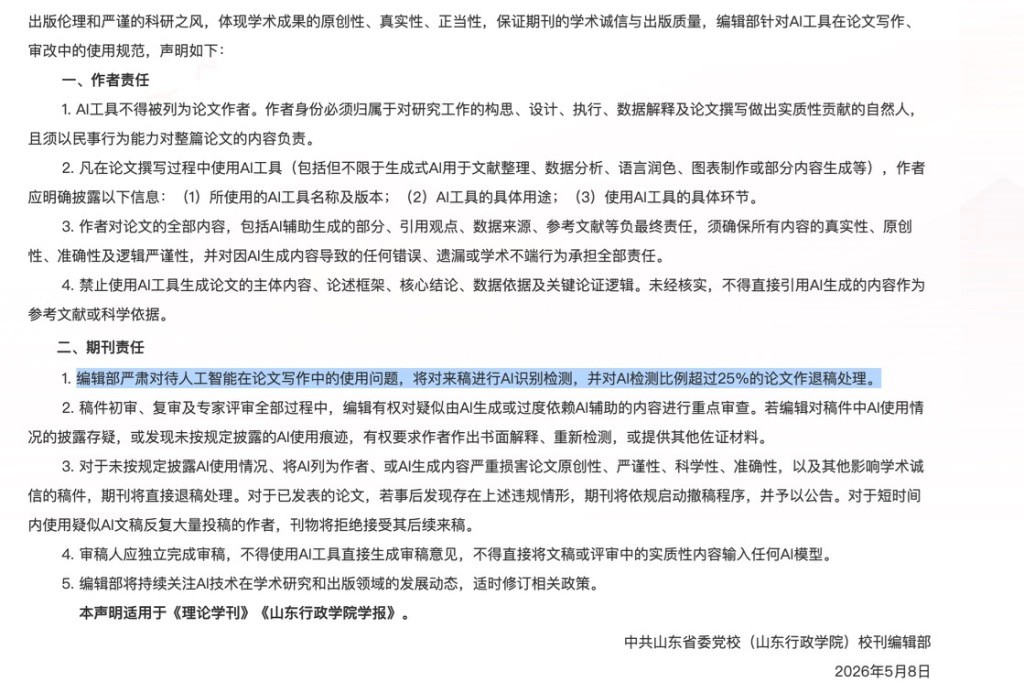 出版伦理和严谨的科研之风，体现学术成果的原创性、真实性、正当性，保证期刊的学术诚信与出版质量，编辑部针对AI工具在论文写作、
审改中的使用规范，声明如下：
一、作者责任
1. AI工具不得被列为论文作者。作者身份必须归属于对研究工作的构思、设计、执行、数据解释及论文撰写做出实质性贡献的自然人，
且须以民事行为能力对整篇论文的内容负责。
2. 凡在论文撰写过程中使用AI工具（包括但不限于生成式AI用于文献整理、数据分析、语言润色、图表制作或部分内容生成等），作者
应明确披露以下信息：（1）所使用的AI工具名称及版本；（2）AI工具的具体用途；（3）使用AI工具的具体环节。
3. 作者对论文的全部内容，包括AI辅助生成的部分、引用观点、数据来源、参考文献等负最终责任，须确保所有内容的真实性、原创
性、准确性及逻辑严谨性，并对因AI生成内容导致的任何错误、遗漏或学术不端行为承担全部责任。
4. 禁止使用AI工具生成论文的主体内容、论述框架、核心结论、数据依据及关键论证逻辑。未经核实，不得直接引用AI生成的内容作为
参考文献或科学依据。
二、期刊责任
1. 编辑部严肃对待人工智能在论文写作中的使用问题，将对来稿进行AI识别检测，并对AI检测比例超过25%的论文作退稿处理。
2. 稿件初审、复审及专家评审全部过程中，编辑有权对疑似由AI生成或过度依赖AI辅助的内容进行重点审查。若编辑对稿件中AI使用情
况的披露存疑，或发现未按规定披露的AI使用痕迹，有权要求作者作出书面解释、重新检测，或提供其他佐证材料。
3. 对于未按规定披露AI使用情况、将AI列为作者、或AI生成内容严重损害论文原创性、严谨性、科学性、准确性，以及其他影响学术诚
信的稿件，期刊将直接退稿处理。对于已发表的论文，若事后发现存在上述违规情形，期刊将依规启动撤稿程序，并予以公告。对于短时间
内使用疑似AI文稿反复大量投稿的作者，刊物将拒绝接受其后续来稿。
4. 审稿人应独立完成审稿，不得使用AI工具直接生成审稿意见，不得直接将文稿或评审中的实质性内容输入任何AI模型。
5. 编辑部将持续关注AI技术在学术研究和出版领域的发展动态，适时修订相关政策。
本声明适用于《理论学刊》《山东行政学院学报》。
中共山东省委党校（山东行政学院）校刊编辑部
2026年5月8日